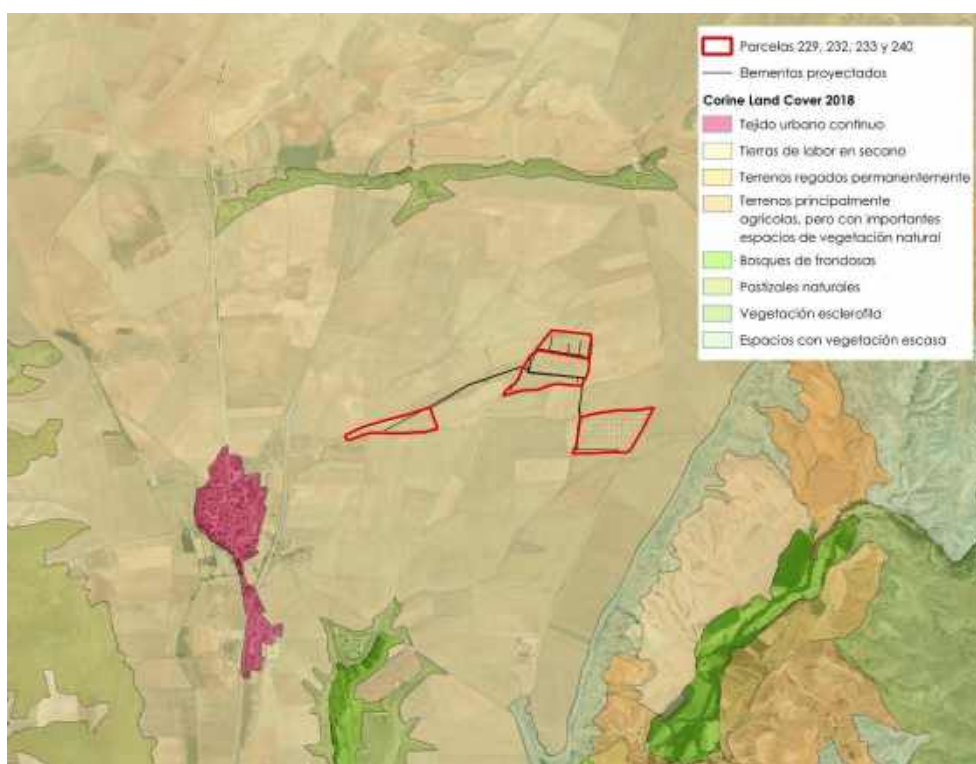 Parcelas 229, 232, 233 y 240
Elementos proyectados
Corine Land Cover 2018
Tejido urbano continuo
Tierras de labor en secano
Terrenos regados permanentemente
Terrenos principalmente
agrícolas, pero con importantes
espacios de vegetación natural
Bosques de frondosas
Pastizales naturales
Vegetación esclerofila
Espacios con vegetación escasa